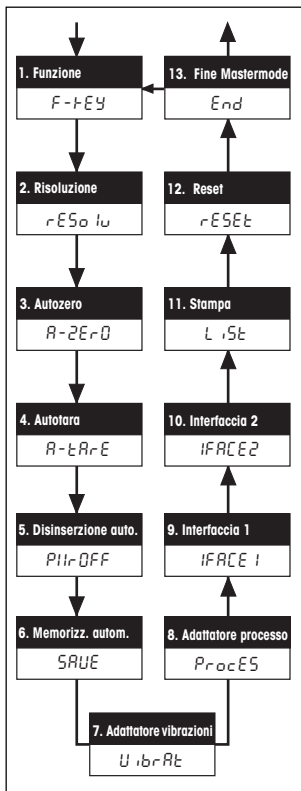 1. Funzione
F-KEY
2. Risoluzione
rESolu
3. Autozero
A-ZErO
4. Autotara
A-tArE
5. Disinserzione auto.
PWrOFF
6. Memorizz. autom.
SAVE
7. Adattatore vibrazioni
VibrAt
8. Adattatore processo
ProcES
9. Interfaccia 1
IFACE1
10. Interfaccia 2
IFACE2
11. Stampa
LiSt
12. Reset
rESEt
13. Fine Mastermode
End